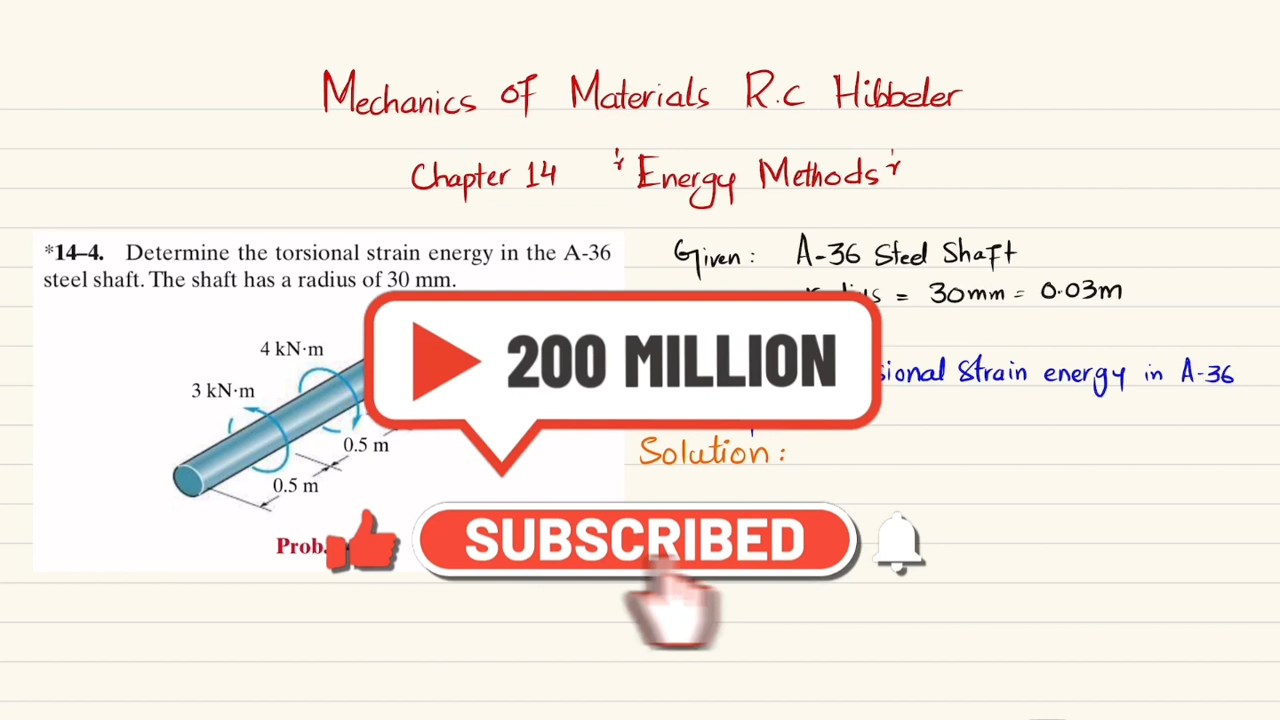 Mechanics of Materials R.C Hibbeler
Chapter 14 "Energy Methods"
*14–4. Determine the torsional strain energy in the A-36
steel shaft. The shaft has a radius of 30 mm.
4 kN·m
3 kN·m
0.5 m
0.5 m
Prob.
Given: A-36 Steel Shaft
= 30mm = 0.03m
Strain energy in A-36
Solution:
200 MILLION
SUBSCRIBED